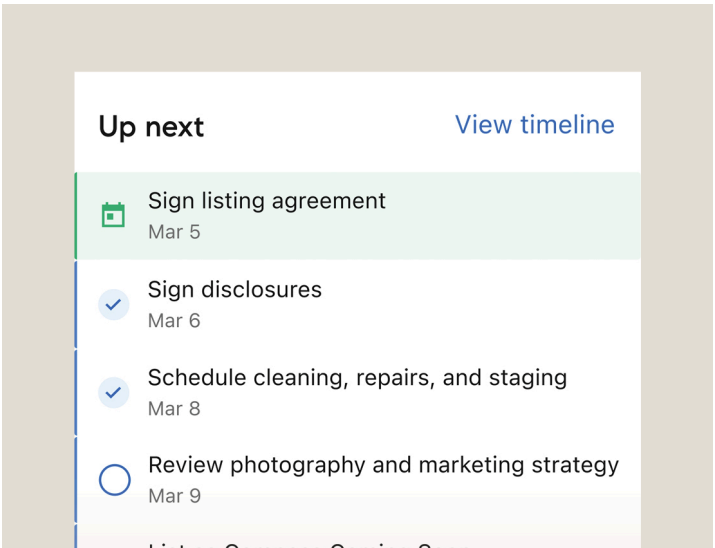 Up next
View timeline
Sign listing agreement
Mar 5
Sign disclosures
Mar 6
Schedule cleaning, repairs, and staging
Mar 8
Review photography and marketing strategy
Mar 9